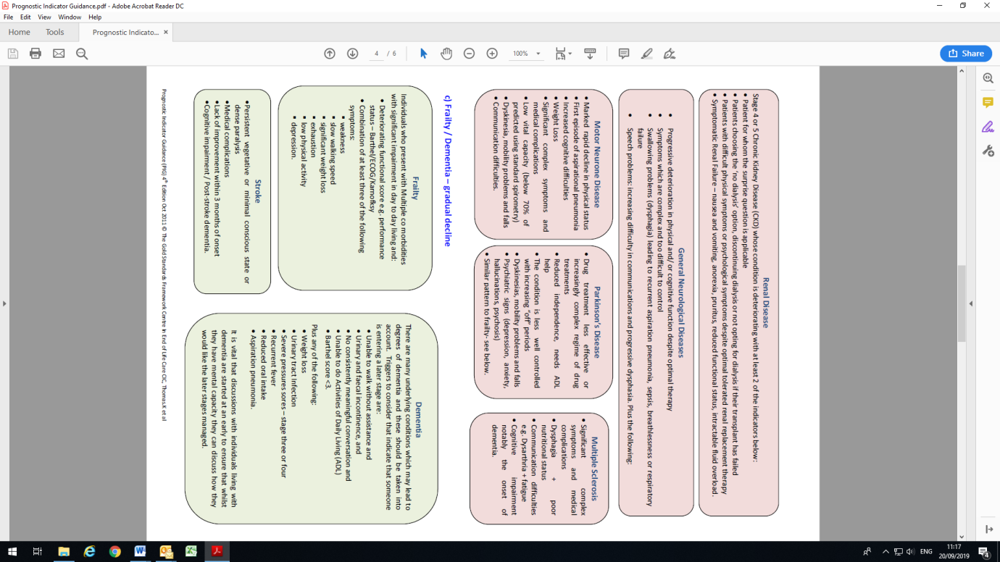 Prognostic Indicator Guidance.pdf - Adobe Acrobat Reader DC
File Edit View Window Help
Home Tools Prognostic Indicato... ×
4 / 6 100% Share
Renal Disease
Stage 4 or 5 Chronic Kidney Disease (CKD) whose condition is deteriorating with at least 2 of the indicators below:
• Patient for whom the surprise question is applicable
• Patients choosing the 'no dialysis' option, discontinuing dialysis or not opting for dialysis if their transplant has failed
• Patients with difficult physical symptoms or psychological symptoms despite optimal tolerated renal replacement therapy
• Symptomatic Renal Failure – nausea and vomiting, anorexia, pruritus, reduced functional status, intractable fluid overload.
General Neurological Diseases
• Progressive deterioration in physical and/or cognitive function despite optimal therapy
• Symptoms which are complex and too difficult to control
• Swallowing problems (dysphagia) leading to recurrent aspiration pneumonia, sepsis, breathlessness or respiratory
failure
• Speech problems: increasing difficulty in communications and progressive dysphasia. Plus the following:
Motor Neurone Disease
• Marked rapid decline in physical status
• First episode of aspirational pneumonia
• Increased cognitive difficulties
• Weight Loss
• Significant complex symptoms and
medical complications
• Low vital capacity (below 70% of
predicted using standard spirometry)
• Dyskinesia, mobility problems and falls
• Communication difficulties.
Parkinson's Disease
• Drug treatment less effective or
increasingly complex regime of drug
treatments
• Reduced independence, needs ADL
help
• The condition is less well controlled
with increasing "off" periods
• Dyskinesias, mobility problems and falls
• Psychiatric signs (depression, anxiety,
hallucinations, psychosis)
• Similar pattern to frailty- see below.
Multiple Sclerosis
• Significant complex
symptoms and medical
complications
• Dysphagia + poor
nutritional status
• Communication difficulties
e.g. Dysarthria + fatigue
• Cognitive impairment
notably the onset of
dementia.
c) Frailty / Dementia – gradual decline
Frailty
Individuals who present with Multiple co morbidities
with significant impairment in day to day living and:
• Deteriorating functional score e.g. performance
status – Barthel/ECOG/Karnofksy
• Combination of at least three of the following
symptoms:
• weakness
• slow walking speed
• significant weight loss
• exhaustion
• low physical activity
• depression.
Stroke
• Persistent vegetative or minimal conscious state or
dense paralysis
• Medical complications
• Lack of improvement within 3 months of onset
• Cognitive impairment / Post-stroke dementia.
Dementia
There are many underlying conditions which may lead to
degrees of dementia and these should be taken into
account. Triggers to consider that indicate that someone
is entering a later stage are:
• Unable to walk without assistance and
• Urinary and faecal incontinence, and
• No consistently meaningful conversation and
• Unable to do Activities of Daily Living (ADL)
• Barthel score <3.
Plus any of the following:
• Weight loss
• Urinary tract Infection
• Severe pressures sores – stage three or four
• Recurrent fever
• Reduced oral intake
• Aspiration pneumonia.
It is vital that discussions with individuals living with
dementia are started at an early to ensure that whilst
they have mental capacity they can discuss how they
would like the later stages managed.
Prognostic Indicator Guidance (PIG) 4th Edition Oct 2011 © The Gold Standards Framework Centre In End of Life Care CIC, Thomas.K et al
ENG
11:17
20/09/2019
4